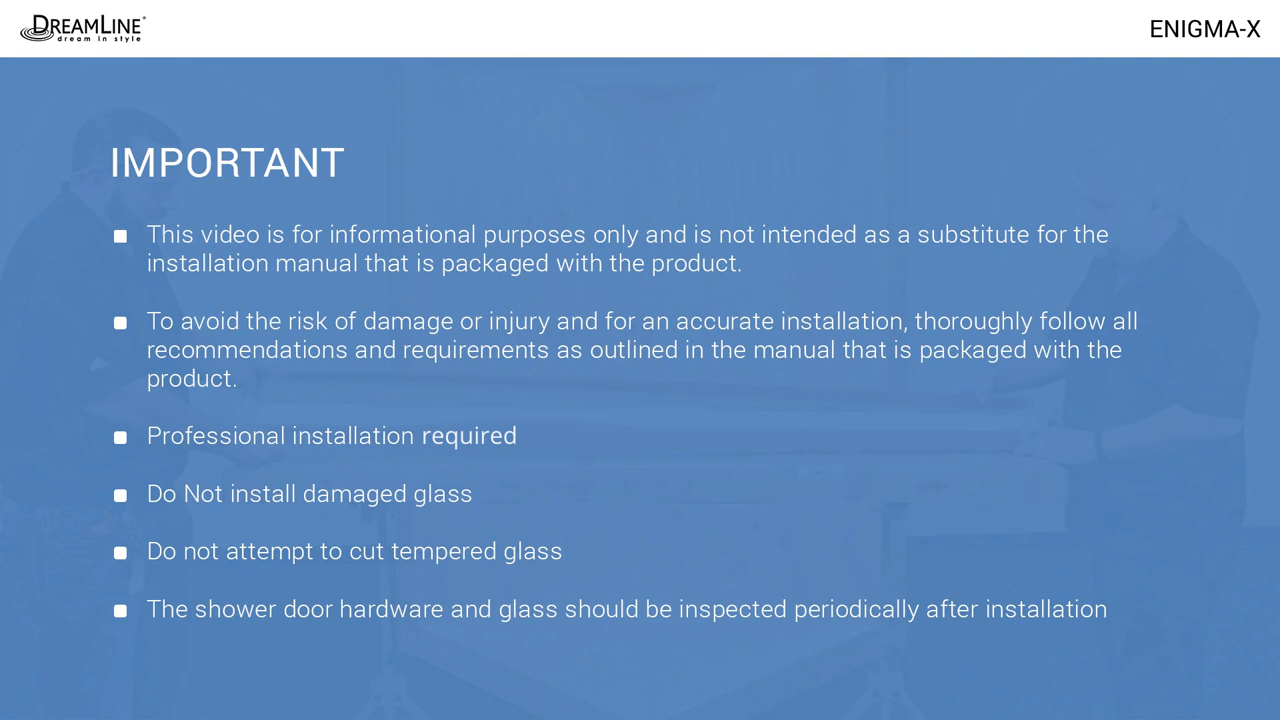 DREAMLINE®
dream in style
ENIGMA-X
IMPORTANT
This video is for informational purposes only and is not intended as a substitute for the
installation manual that is packaged with the product.
To avoid the risk of damage or injury and for an accurate installation, thoroughly follow all
recommendations and requirements as outlined in the manual that is packaged with the
product.
Professional installation required
Do Not install damaged glass
Do not attempt to cut tempered glass
The shower door hardware and glass should be inspected periodically after installation